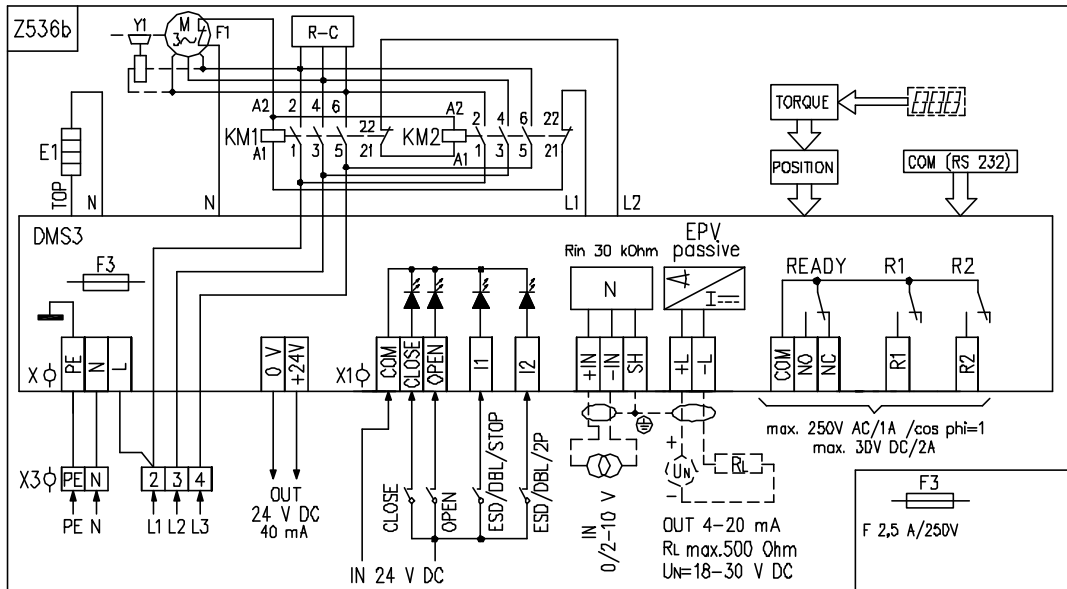 Z536b
Y1
M
3
F1
R-C
A2 2 4 6
22
A2 2 4 6
22
KM1
KM2
A1 1 3 5 21
A1 1 3 5 21
E1
TOP
N
N
L1
L2
TORQUE
POSITION
COM (RS 232)
DMS3
F3
Rin 30 kOhm
N
EPV
passive
I
READY
R1
R2
X
PE
N
L
0 V
+24V
X1
COM
CLOSE
OPEN
I1
I2
+IN
-IN
SH
+L
-L
COM
NO
NC
R1
R2
max. 250V AC/1A /cos phi=1
max. 30V DC/2A
X3
PE
N
2
3
4
PE N
L1 L2 L3
OUT
24 V DC
40 mA
CLOSE
OPEN
ESD/DBL/STOP
ESD/DBL/2P
IN 24 V DC
IN
0/2-10 V
+
UN
-
RL
OUT 4-20 mA
RL max.500 Ohm
UN=18-30 V DC
F3
F 2,5 A/250V